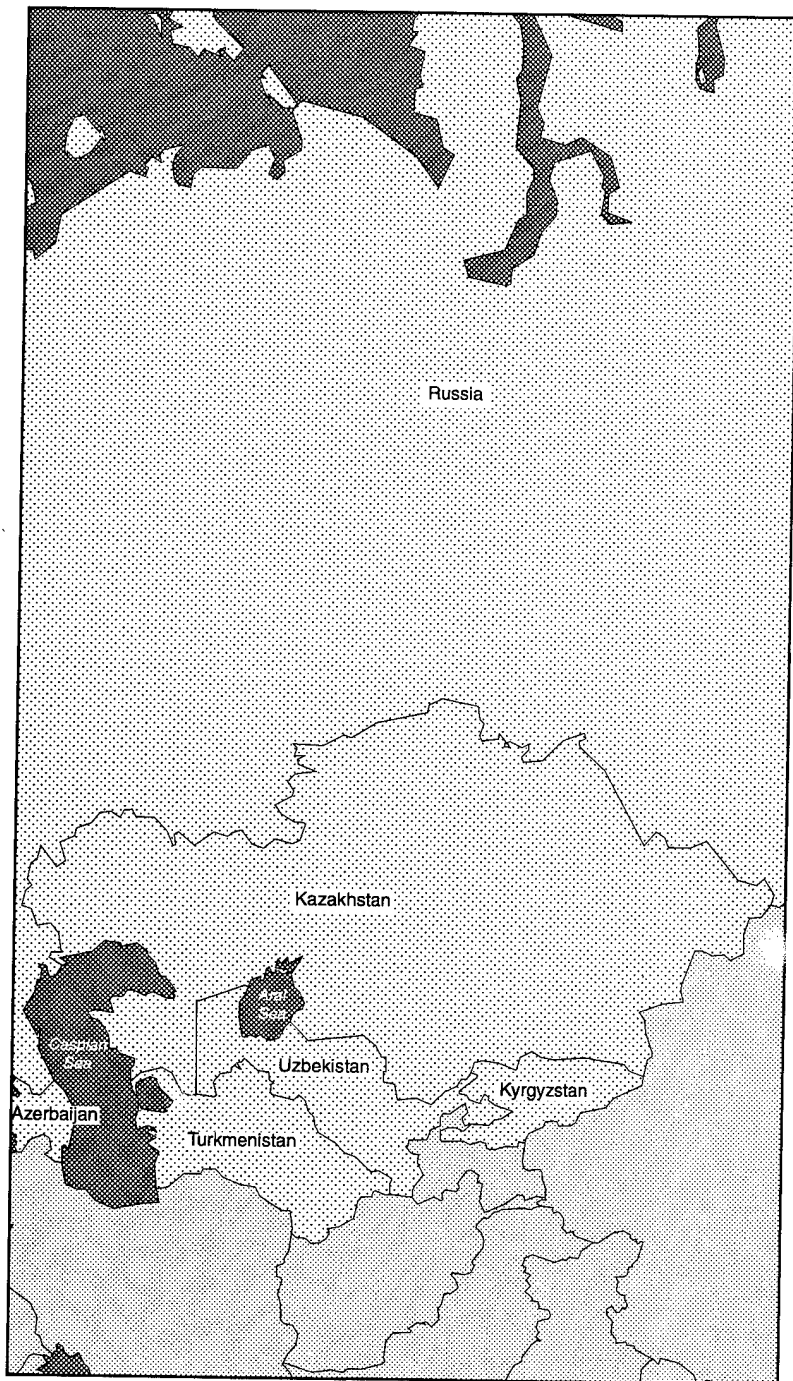 Russia
Kazakhstan
Aral
Sea
Caspian
Sea
Uzbekistan
Kyrgyzstan
Azerbaijan
Turkmenistan